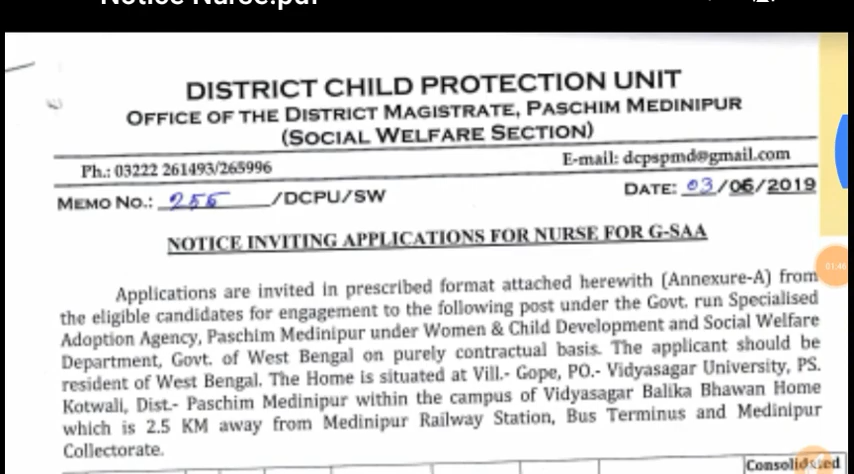 Notice Nurse.pdf
DISTRICT CHILD PROTECTION UNIT
OFFICE OF THE DISTRICT MAGISTRATE, PASCHIM MEDINIPUR
(SOCIAL WELFARE SECTION)
Ph.: 03222 261493/265996
E-mail: dcpspmd@gmail.com
MEMO NO.: 255 /DCPU/SW
DATE: 03/06/2019
NOTICE INVITING APPLICATIONS FOR NURSE FOR G-SAA
Applications are invited in prescribed format attached herewith (Annexure-A) from
the eligible candidates for engagement to the following post under the Govt. run Specialised
Adoption Agency, Paschim Medinipur under Women & Child Development and Social Welfare
Department, Govt. of West Bengal on purely contractual basis. The applicant should be
resident of West Bengal. The Home is situated at Vill.- Gope, PO.- Vidyasagar University, PS.
Kotwali, Dist.- Paschim Medinipur within the campus of Vidyasagar Balika Bhawan Home
which is 2.5 KM away from Medinipur Railway Station, Bus Terminus and Medinipur
Collectorate.
Consolidated